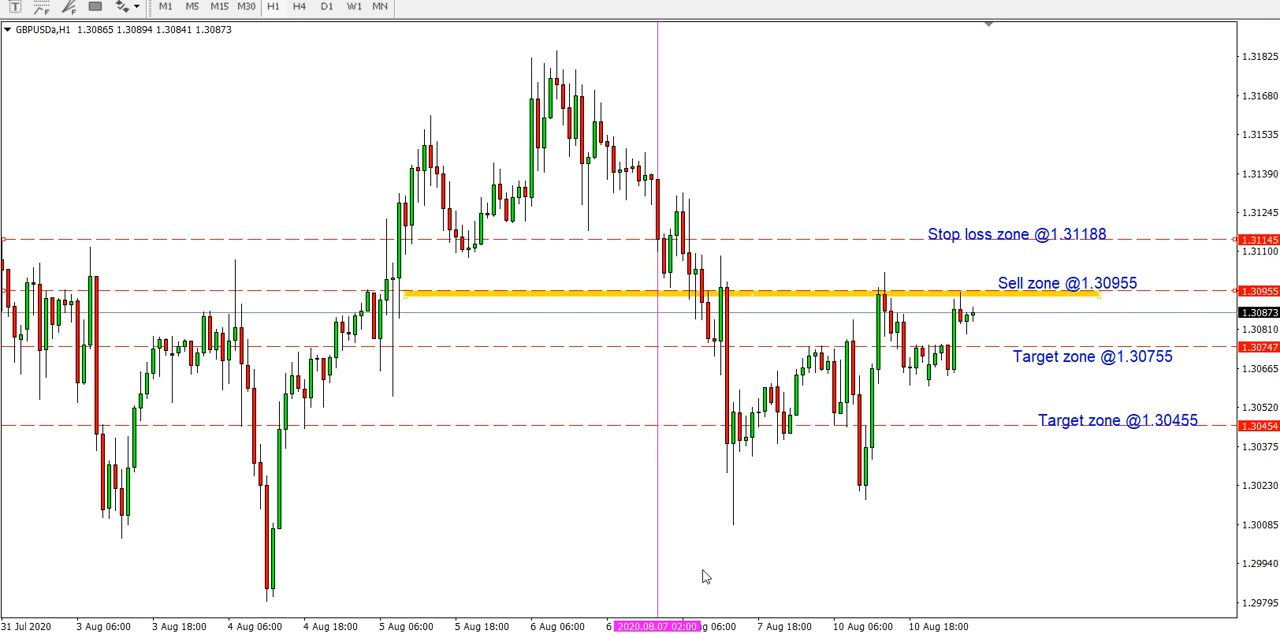 T F F M1 M5 M15 M30 H1 H4 D1 W1 MN
GBPUSDa,H1 1.30865 1.30894 1.30841 1.30873
1.31825
1.31680
1.31535
1.31390
1.31245
Stop loss zone @1.31188
1.31145
1.31100
Sell zone @1.30955
1.30955
1.30873
1.30810
1.30747
Target zone @1.30755
1.30665
1.30520
Target zone @1.30455
1.30454
1.30375
1.30230
1.30085
1.29940
1.29795
31 Jul 2020 3 Aug 06:00 3 Aug 18:00 4 Aug 06:00 4 Aug 18:00 5 Aug 06:00 5 Aug 18:00 6 Aug 06:00 6 2020.08.07 02:00 g 06:00 7 Aug 18:00 10 Aug 06:00 10 Aug 18:00